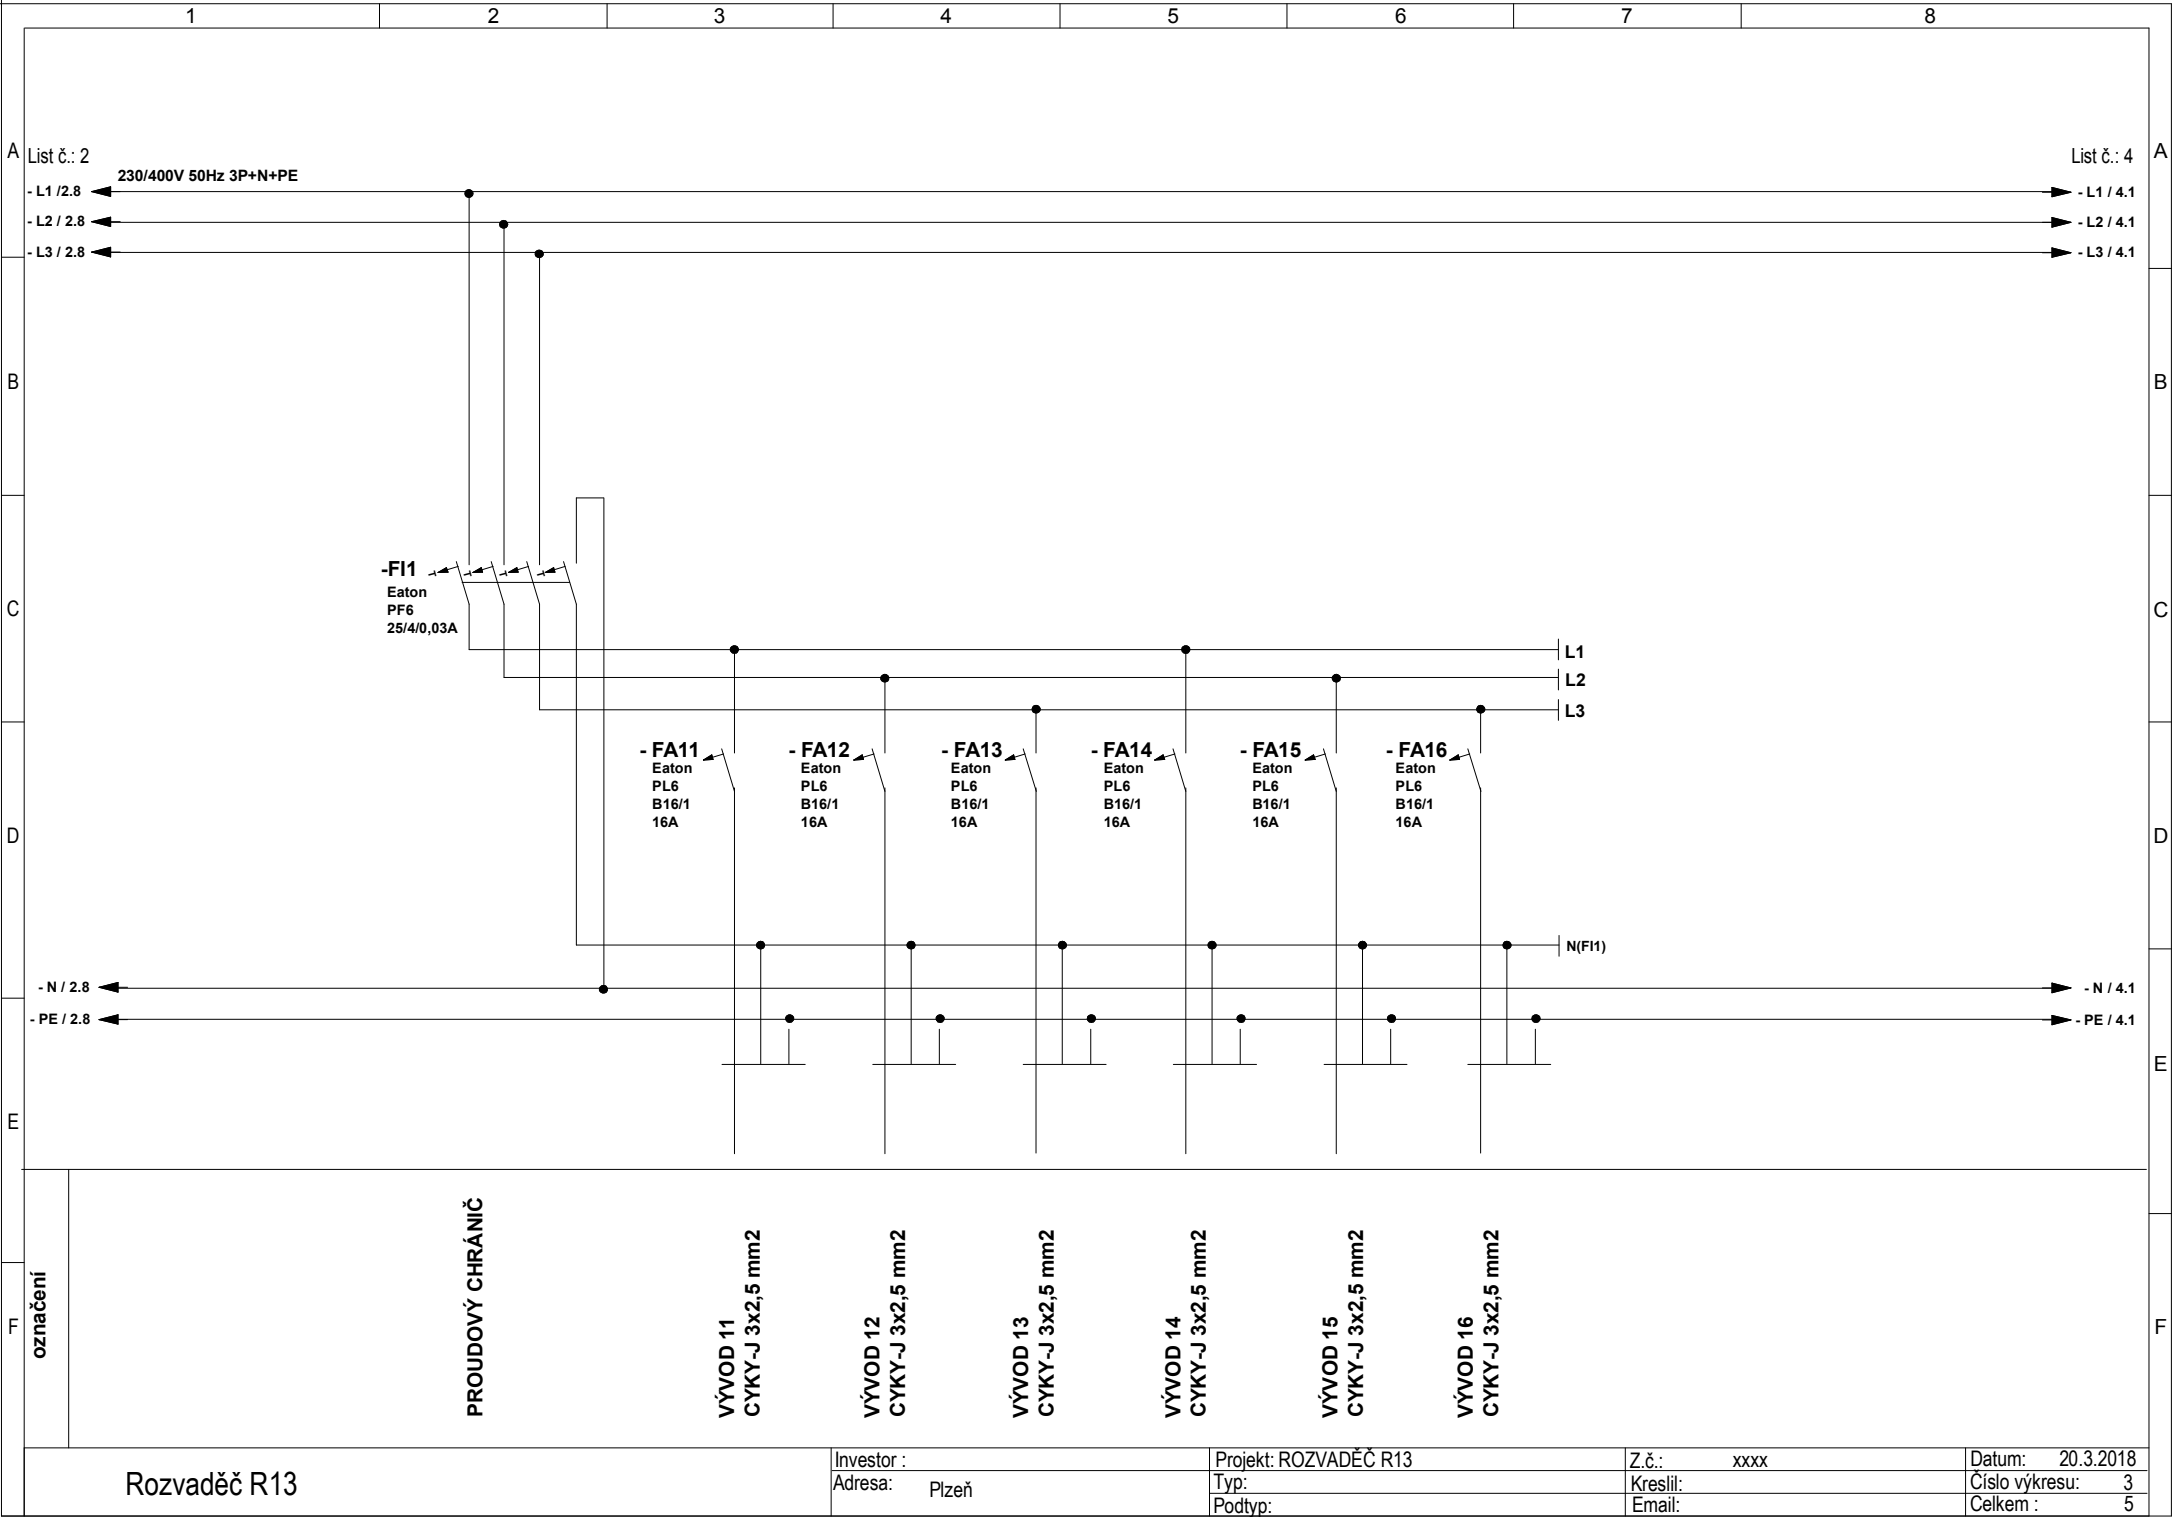 1 2 3 4 5 6 7 8
A A
List č.: 2 List č.: 4
230/400V 50Hz 3P+N+PE
- L1 /2.8 - L1 / 4.1
- L2 / 2.8 - L2 / 4.1
- L3 / 2.8 - L3 / 4.1
B B
-FI1
Eaton
PF6
25/4/0,03A
C C
L1
L2
L3
- FA11
Eaton
PL6
B16/1
16A
- FA12
Eaton
PL6
B16/1
16A
- FA13
Eaton
PL6
B16/1
16A
- FA14
Eaton
PL6
B16/1
16A
- FA15
Eaton
PL6
B16/1
16A
- FA16
Eaton
PL6
B16/1
16A
D D
N(FI1)
- N / 2.8 - N / 4.1
- PE / 2.8 - PE / 4.1
E E
označení
PROUDOVÝ CHRÁNIČ
VÝVOD 11
CYKY-J 3x2,5 mm2
VÝVOD 12
CYKY-J 3x2,5 mm2
VÝVOD 13
CYKY-J 3x2,5 mm2
VÝVOD 14
CYKY-J 3x2,5 mm2
VÝVOD 15
CYKY-J 3x2,5 mm2
VÝVOD 16
CYKY-J 3x2,5 mm2
F F
Rozvaděč R13
Investor :
Adresa: Plzeň
Projekt: ROZVADĚČ R13
Typ:
Podtyp:
Z.č.: xxxx
Kreslil:
Email:
Datum: 20.3.2018
Číslo výkresu: 3
Celkem : 5